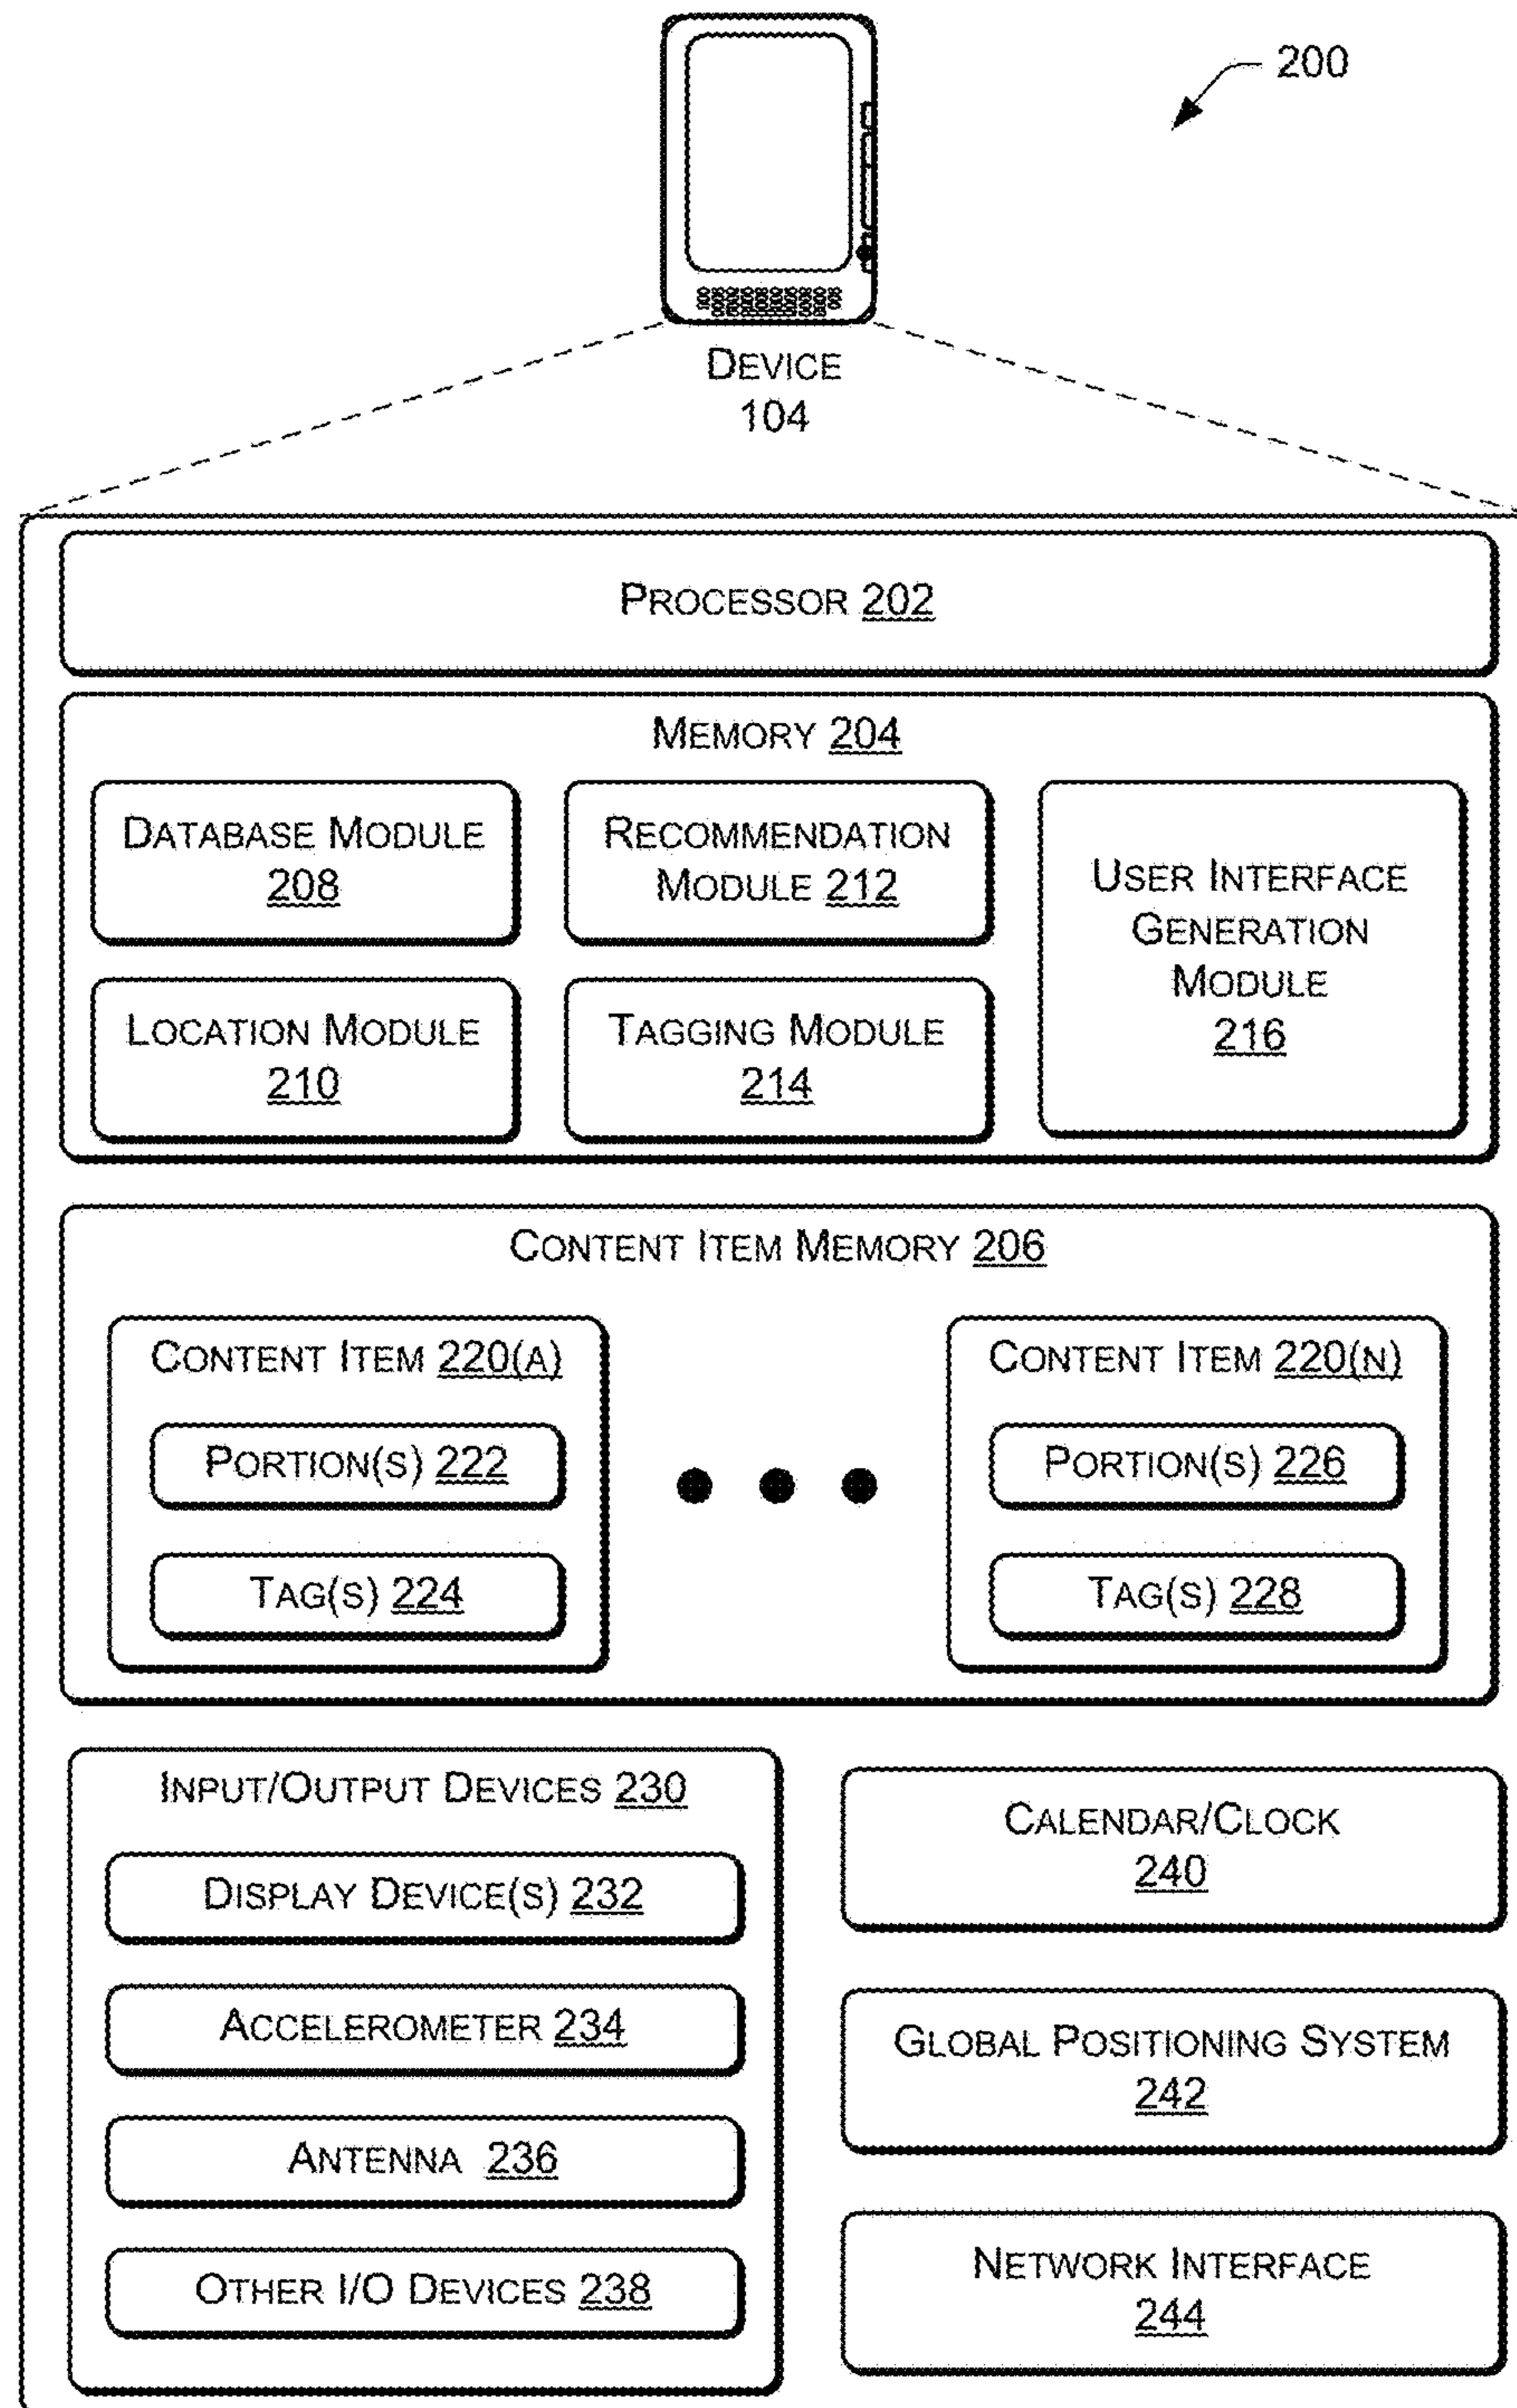 200
DEVICE
104
PROCESSOR 202
MEMORY 204
DATABASE MODULE
208
RECOMMENDATION
MODULE 212
USER INTERFACE
GENERATION
MODULE
216
LOCATION MODULE
210
TAGGING MODULE
214
CONTENT ITEM MEMORY 206
CONTENT ITEM 220(A)
PORTION(S) 222
TAG(S) 224
CONTENT ITEM 220(N)
PORTION(S) 226
TAG(S) 228
INPUT/OUTPUT DEVICES 230
DISPLAY DEVICE(S) 232
ACCELEROMETER 234
ANTENNA 236
OTHER I/O DEVICES 238
CALENDAR/CLOCK
240
GLOBAL POSITIONING SYSTEM
242
NETWORK INTERFACE
244